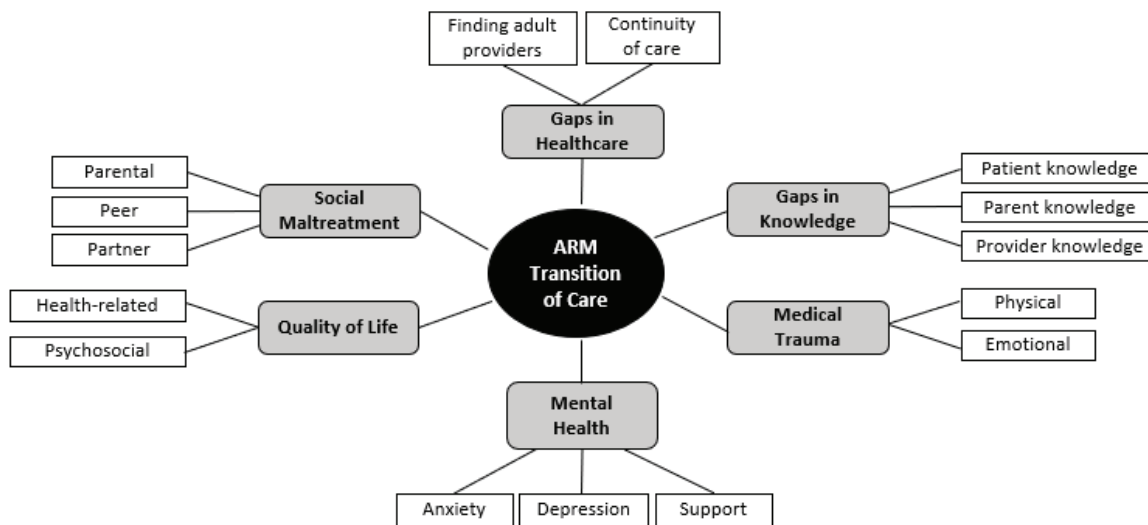 Finding adult
providers
Continuity
of care
Gaps in
Healthcare
Parental
Peer
Partner
Social
Maltreatment
Gaps in
Knowledge
Patient knowledge
Parent knowledge
Provider knowledge
ARM
Transition
of Care
Health-related
Psychosocial
Quality of Life
Medical
Trauma
Physical
Emotional
Mental
Health
Anxiety
Depression
Support